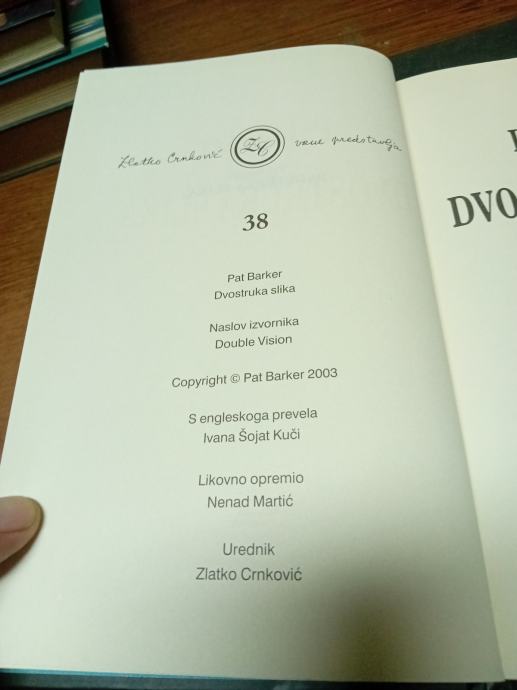 Zlatko Crnković ZC vam predstavlja
38
Pat Barker
Dvostruka slika
Naslov izvornika
Double Vision
Copyright © Pat Barker 2003
S engleskoga prevela
Ivana Šojat Kuči
Likovno opremio
Nenad Martić
Urednik
Zlatko Crnković
DVO